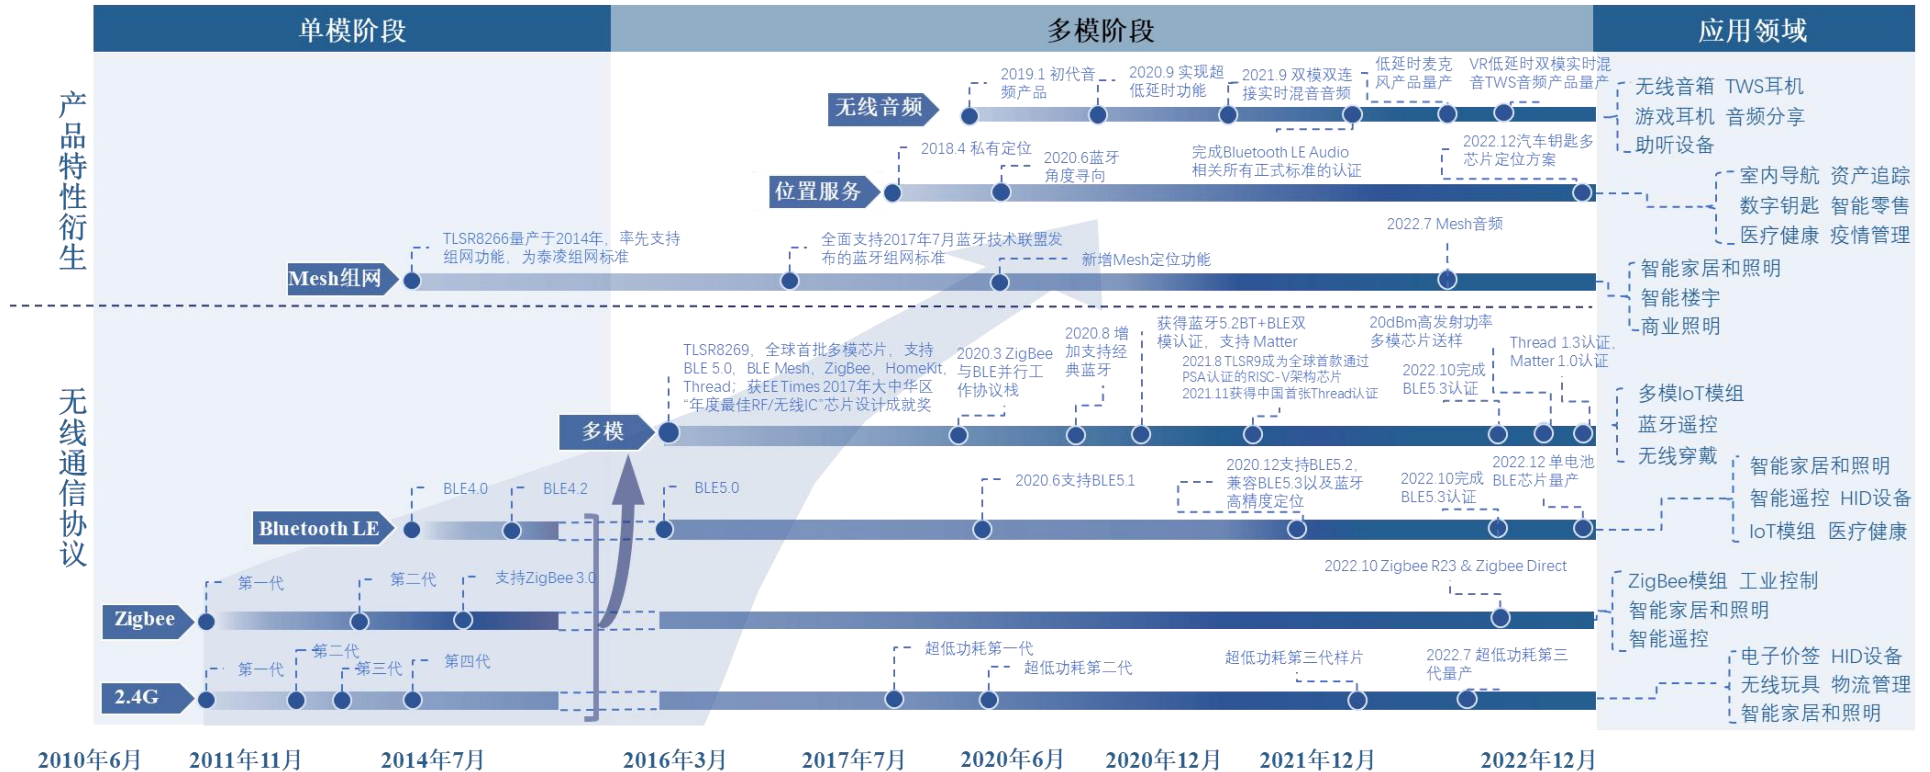 单模阶段
多模阶段
应用领域
产品特性衍生
无线音频
2019.1 初代音
频产品
2020.9 实现超
低延时功能
2021.9 双模双连
接实时混音音频
低延时麦克
风产品量产
VR低延时双模实时混
音TWS音频产品量产
完成Bluetooth LE Audio
相关所有正式标准的认证
无线音箱 TWS耳机
游戏耳机 音频分享
助听设备
位置服务
2018.4 私有定位
2020.6蓝牙
角度寻向
2022.12汽车钥匙多
芯片定位方案
室内导航 资产追踪
数字钥匙 智能零售
医疗健康 疫情管理
Mesh组网
TLSR8266量产于2014年，率先支持
组网功能，为泰凌组网标准
全面支持2017年7月蓝牙技术联盟发
布的蓝牙组网标准
新增Mesh定位功能
2022.7 Mesh音频
智能家居和照明
智能楼宇
商业照明
无线通信协议
多模
TLSR8269，全球首批多模芯片，支持
BLE 5.0，BLE Mesh，ZigBee，HomeKit，
Thread；获EETimes 2017年大中华区
“年度最佳RF/无线IC”芯片设计成就奖
2020.3 ZigBee
与BLE并行工
作协议栈
2020.8 增
加支持经
典蓝牙
获得蓝牙5.2BT+BLE双
模认证，支持 Matter
2021.8 TLSR9成为全球首款通过
PSA认证的RISC-V架构芯片
2021.11获得中国首张Thread认证
20dBm高发射功率
多模芯片送样
2022.10完成
BLE5.3认证
Thread 1.3认证，
Matter 1.0认证
多模IoT模组
蓝牙遥控
无线穿戴
Bluetooth LE
BLE4.0
BLE4.2
BLE5.0
2020.6支持BLE5.1
2020.12支持BLE5.2，
兼容BLE5.3以及蓝牙
高精度定位
2022.10完成
BLE5.3认证
2022.12 单电池
BLE芯片量产
智能家居和照明
智能遥控 HID设备
IoT模组 医疗健康
Zigbee
第一代
第二代
支持ZigBee 3.0
2022.10 Zigbee R23 & Zigbee Direct
ZigBee模组 工业控制
智能家居和照明
智能遥控
2.4G
第一代
第二代
第三代
第四代
超低功耗第一代
超低功耗第二代
超低功耗第三代样片
2022.7 超低功耗第三
代量产
电子价签 HID设备
无线玩具 物流管理
智能家居和照明
2010年6月
2011年11月
2014年7月
2016年3月
2017年7月
2020年6月
2020年12月
2021年12月
2022年12月